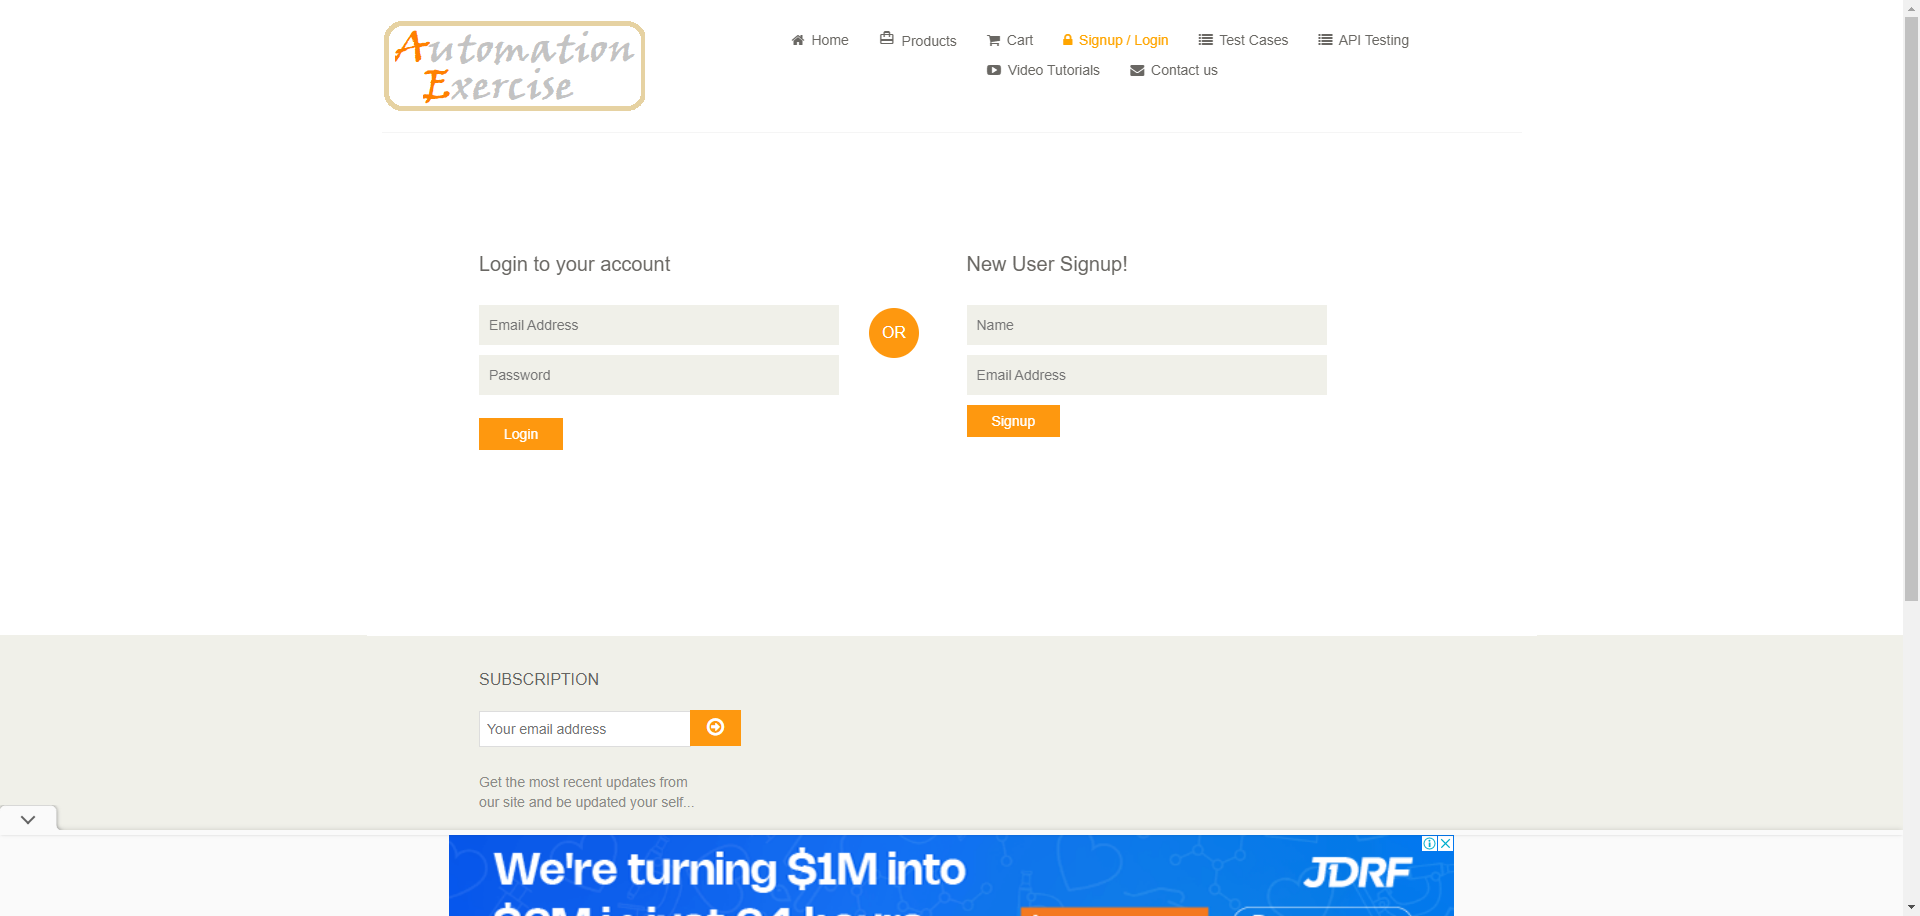 Automation
Exercise
Home
Products
Cart
Signup / Login
Test Cases
API Testing
Video Tutorials
Contact us
Login to your account
Email Address
Password
Login
OR
New User Signup!
Name
Email Address
Signup
SUBSCRIPTION
Your email address
Get the most recent updates from
our site and be updated your self...
We're turning $1M into
JDRF